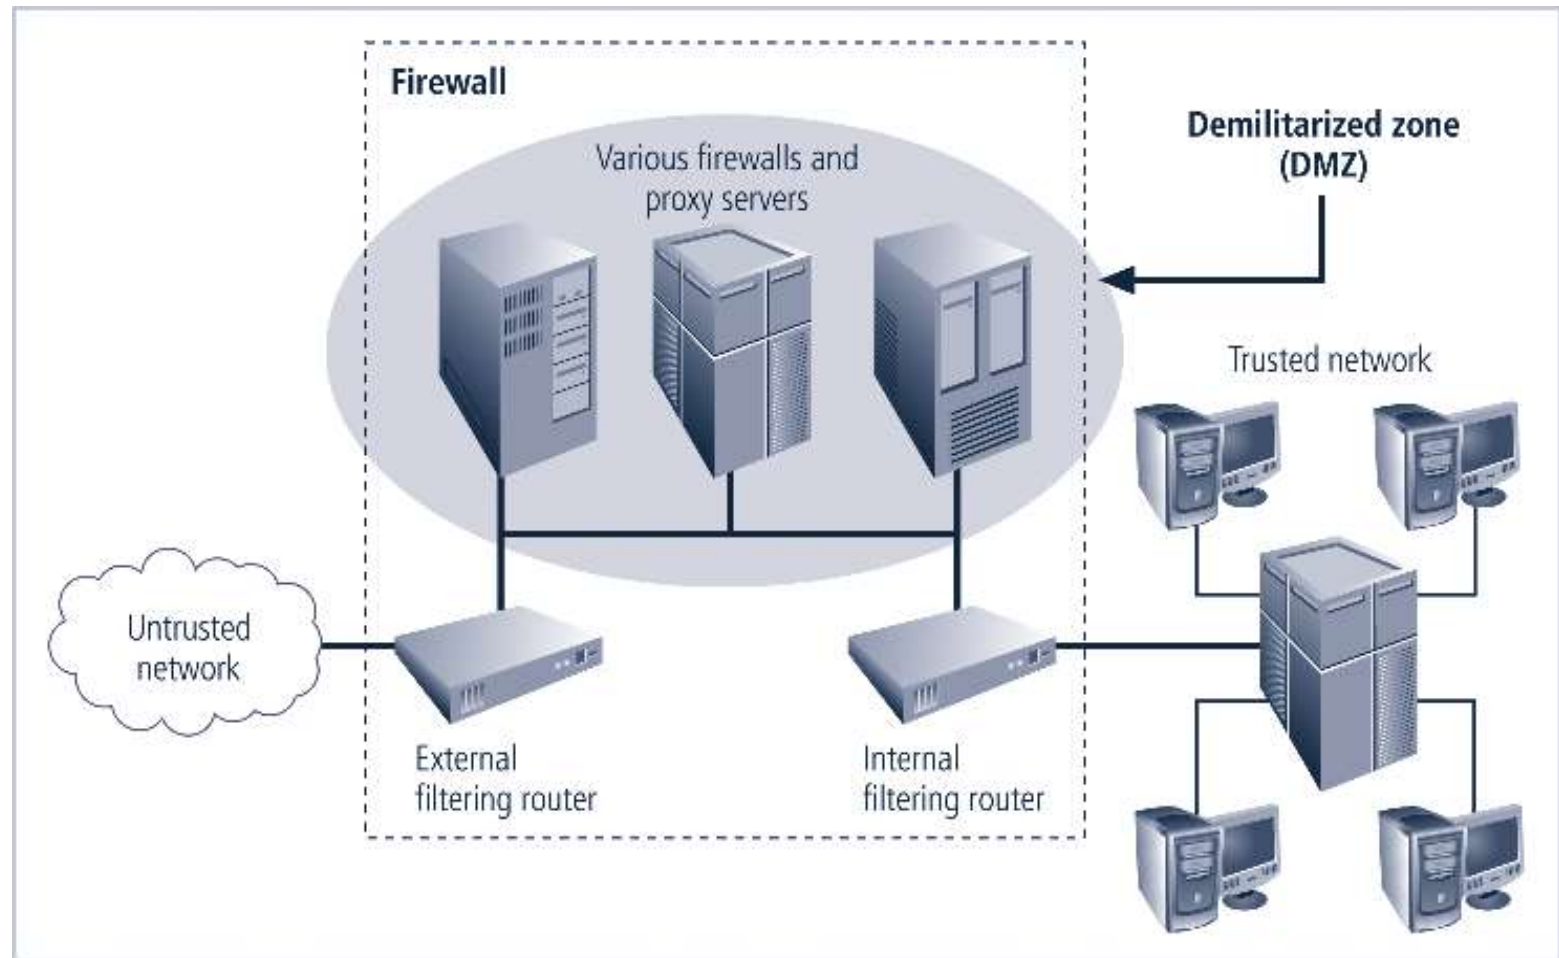 Firewall
Various firewalls and
proxy servers
Demilitarized zone
(DMZ)
Trusted network
Untrusted
network
External
filtering router
Internal
filtering router